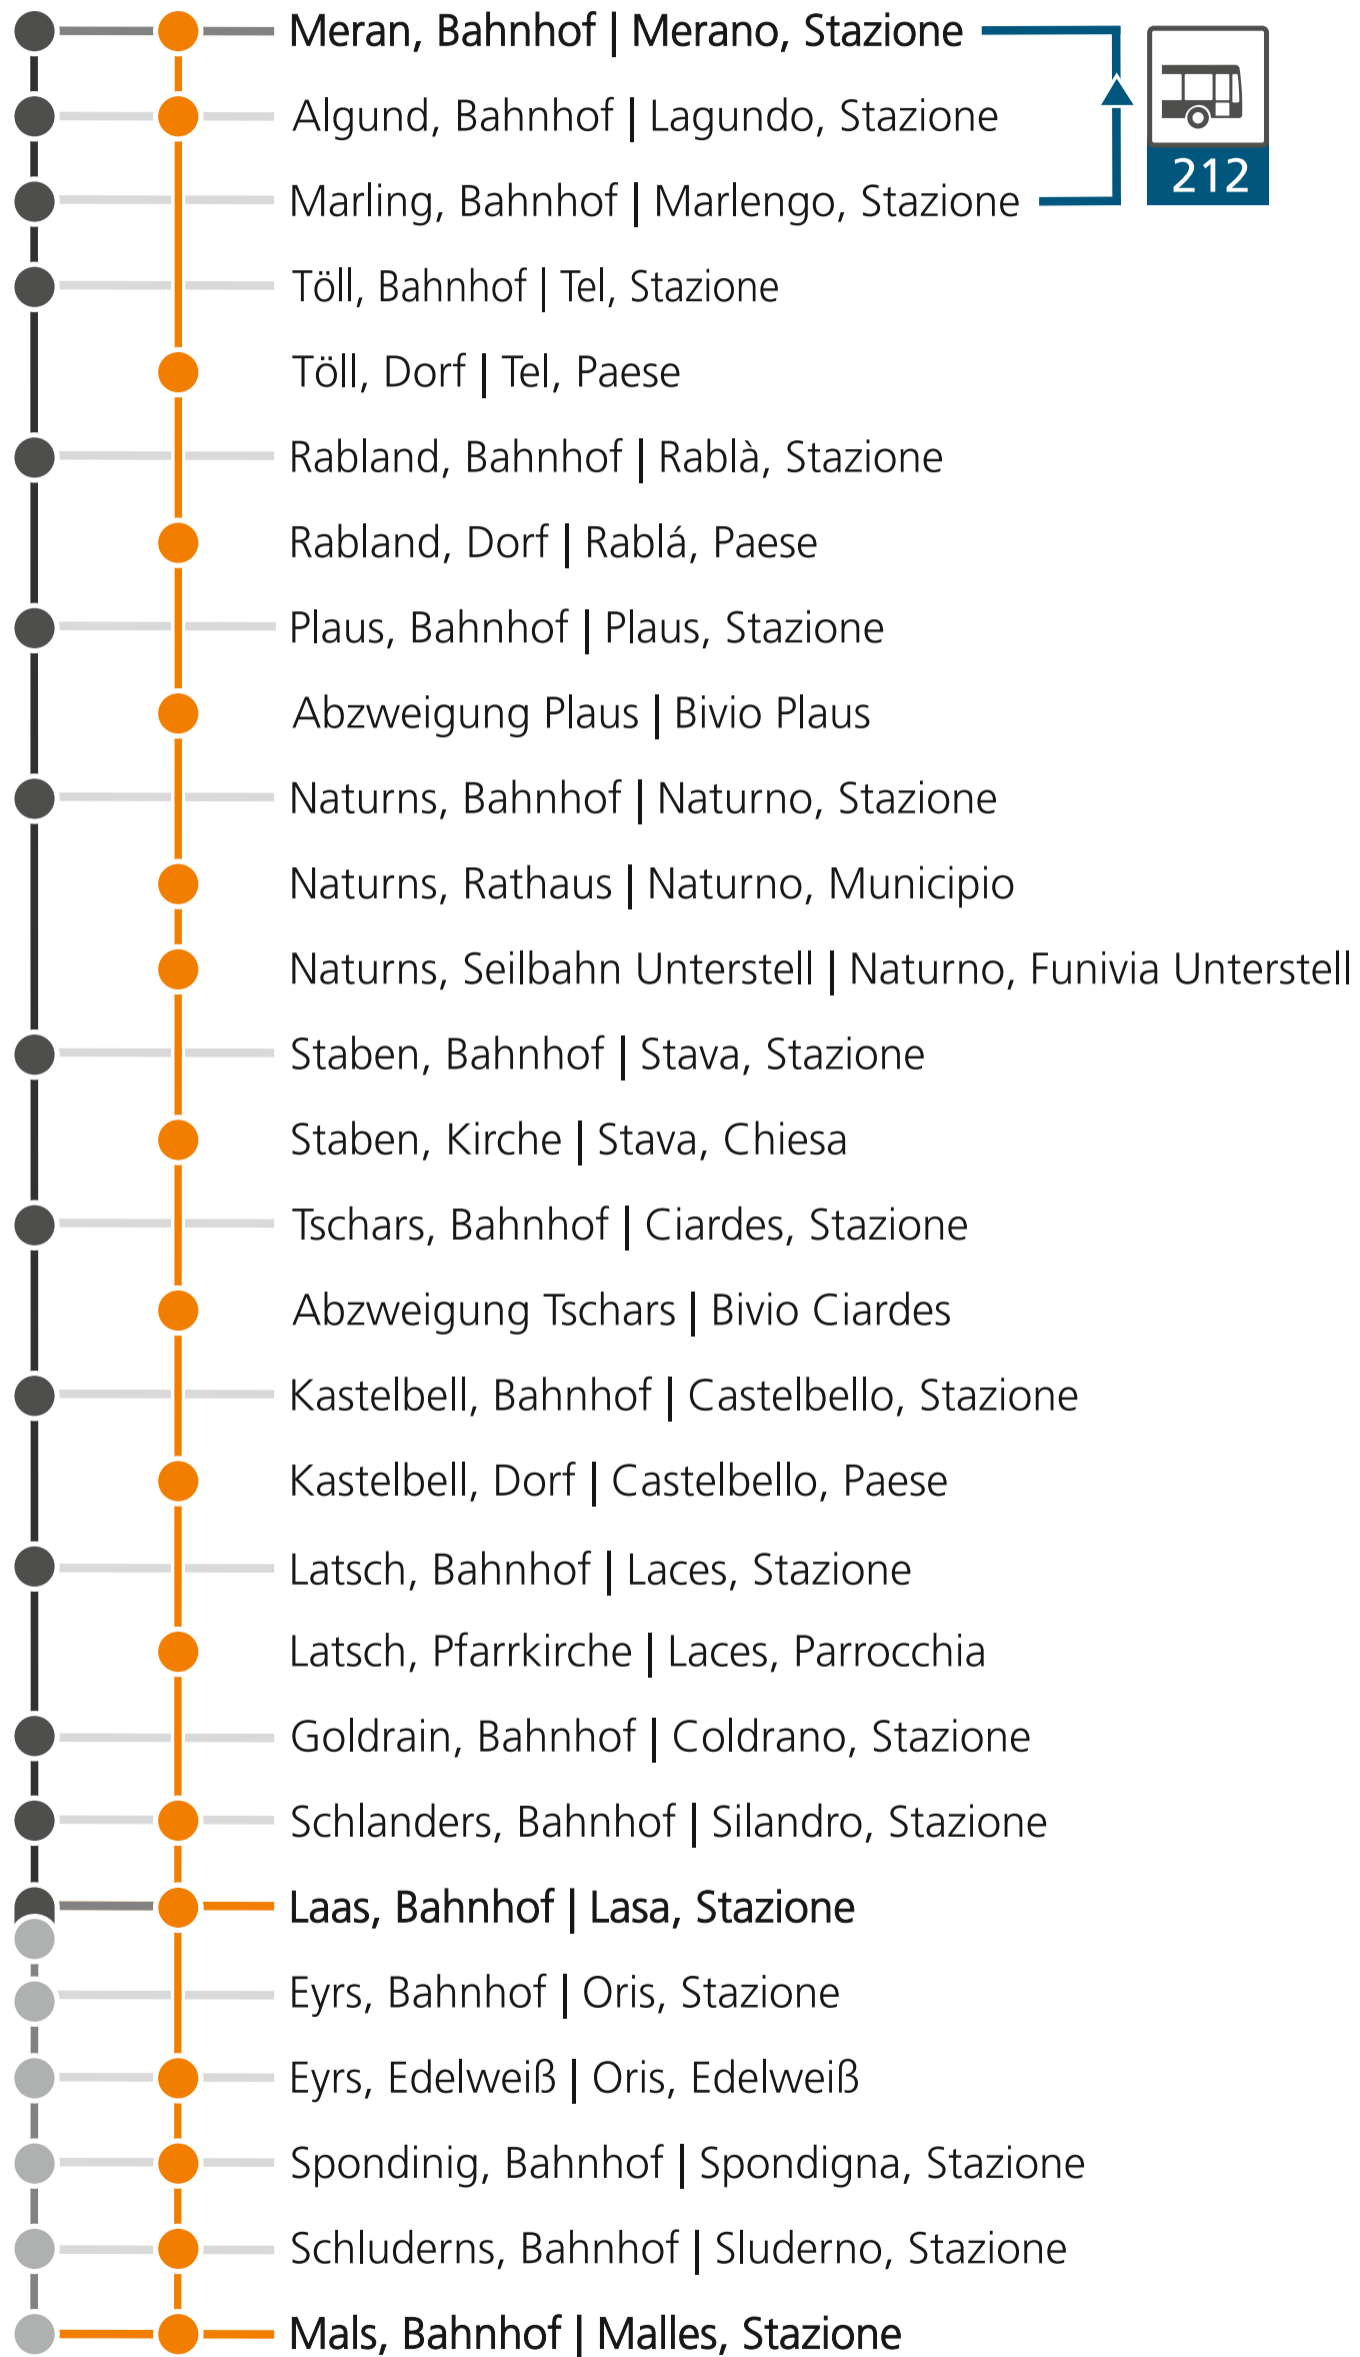 Meran, Bahnhof | Merano, Stazione
Algund, Bahnhof | Lagundo, Stazione
Marling, Bahnhof | Marlengo, Stazione
212
Töll, Bahnhof | Tel, Stazione
Töll, Dorf | Tel, Paese
Rabland, Bahnhof | Rablà, Stazione
Rabland, Dorf | Rablá, Paese
Plaus, Bahnhof | Plaus, Stazione
Abzweigung Plaus | Bivio Plaus
Naturns, Bahnhof | Naturno, Stazione
Naturns, Rathaus | Naturno, Municipio
Naturns, Seilbahn Unterstell | Naturno, Funivia Unterstell
Staben, Bahnhof | Stava, Stazione
Staben, Kirche | Stava, Chiesa
Tschars, Bahnhof | Ciardes, Stazione
Abzweigung Tschars | Bivio Ciardes
Kastelbell, Bahnhof | Castelbello, Stazione
Kastelbell, Dorf | Castelbello, Paese
Latsch, Bahnhof | Laces, Stazione
Latsch, Pfarrkirche | Laces, Parrocchia
Goldrain, Bahnhof | Coldrano, Stazione
Schlanders, Bahnhof | Silandro, Stazione
Laas, Bahnhof | Lasa, Stazione
Eyrs, Bahnhof | Oris, Stazione
Eyrs, Edelweiß | Oris, Edelweiß
Spondinig, Bahnhof | Spondigna, Stazione
Schluderns, Bahnhof | Sluderno, Stazione
Mals, Bahnhof | Malles, Stazione